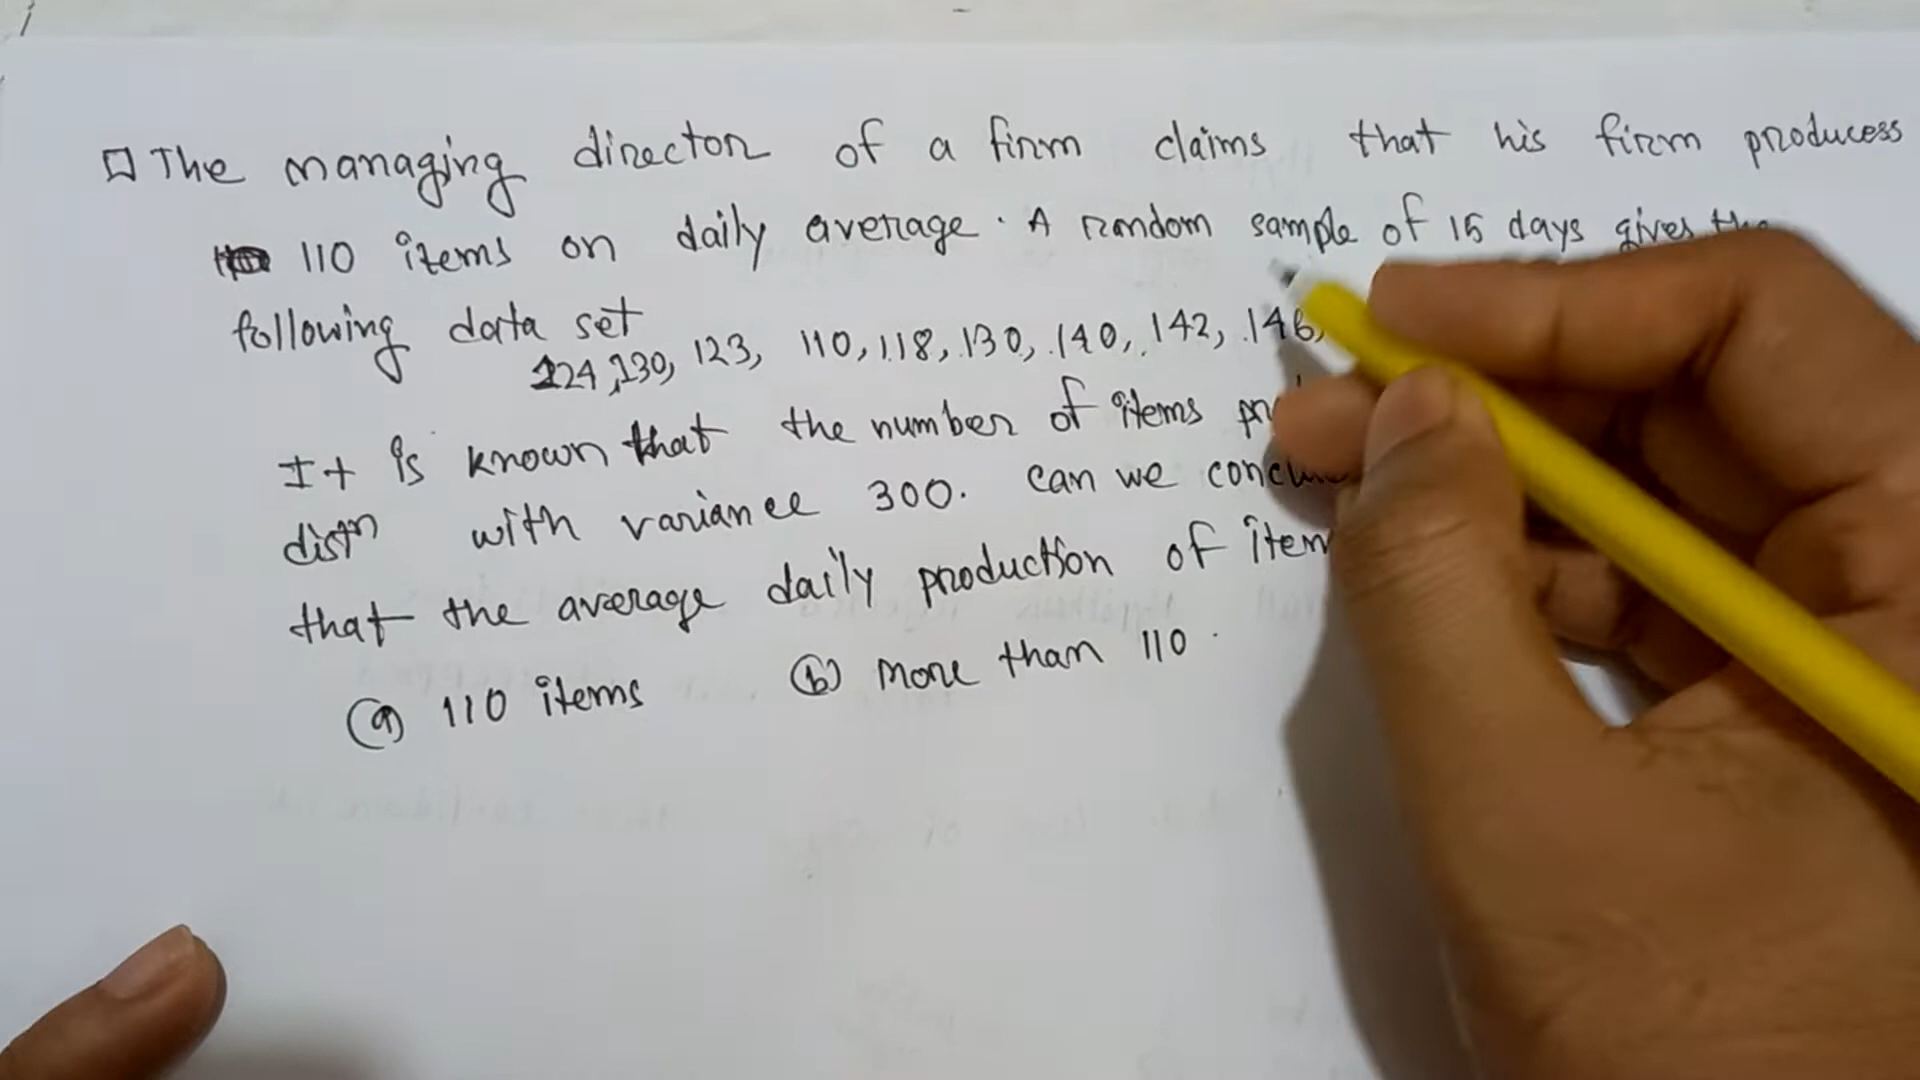 The managing director of a firm claims that his firm producess
110 items on daily average. A random sample of 15 days gives the
following data set
124, 130, 123, 110, 118, 130, 140, 142, 146,
It is known that the number of items
distn with variance 300. can we
that the average daily production of item
(a) 110 items (b) more than 110.